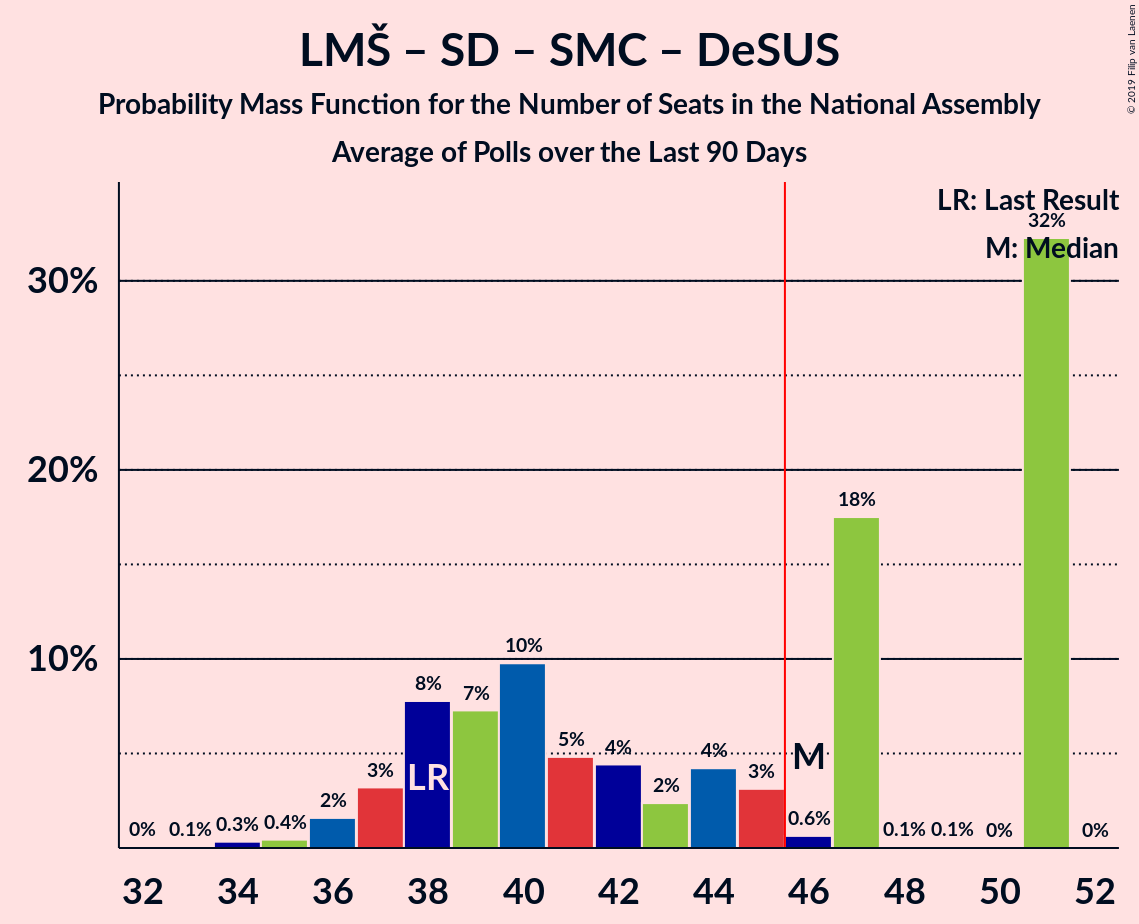 LMŠ – SD – SMC – DeSUS
Probability Mass Function for the Number of Seats in the National Assembly
Average of Polls over the Last 90 Days
© 2019 Filip van Laenen
LR: Last Result
M: Median
30%
20%
10%
0%
0.1%
0.3%
0.4%
2%
3%
8%
7%
10%
5%
4%
2%
4%
3%
0.6%
18%
0.1%
0.1%
0%
32%
0%
LR
M
32 34 36 38 40 42 44 46 48 50 52